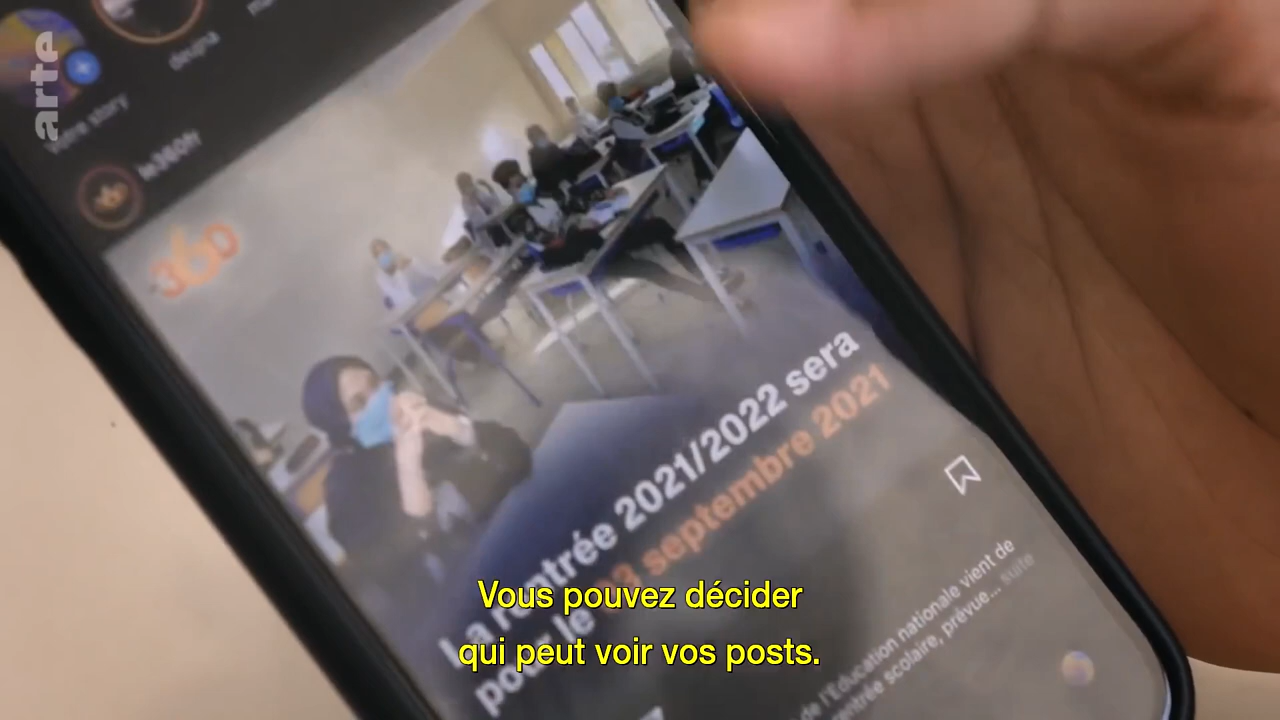 arte
Votre story
le360fr
360
La rentrée 2021/2022 sera
pour le 03 septembre 2021
de l'Éducation nationale vient de
rentrée scolaire, prévue... suite
Vous pouvez décider
qui peut voir vos posts.